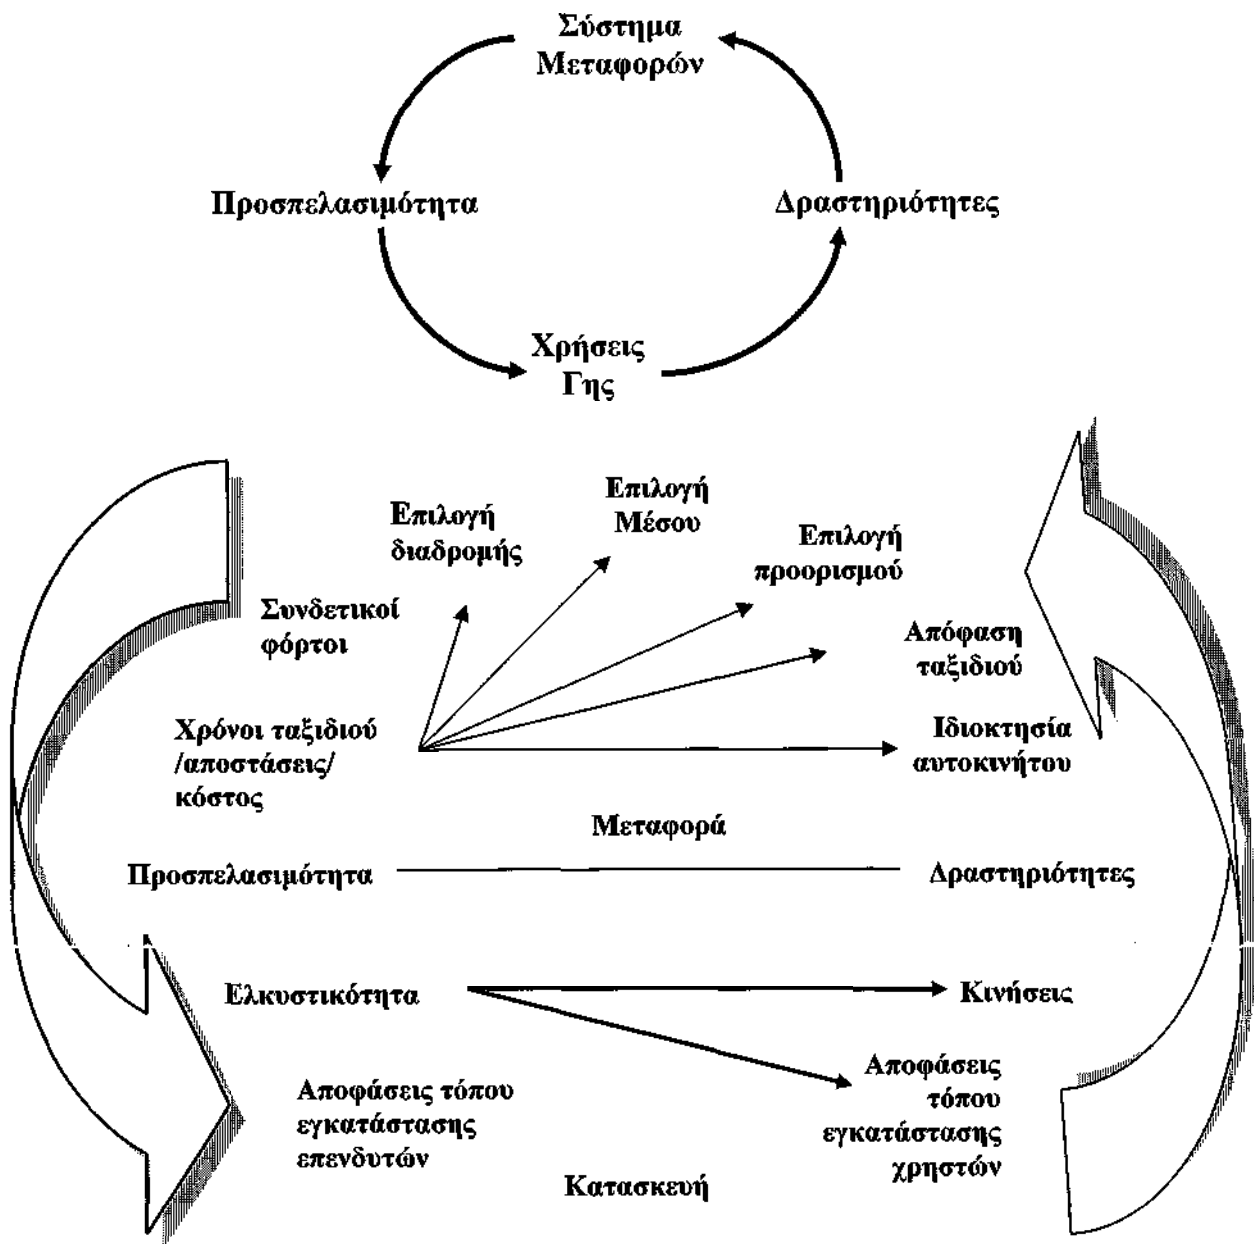 Σύστημα
Μεταφορών
Προσπελασιμότητα
Δραστηριότητες
Χρήσεις
Γης
Επιλογή
διαδρομής
Επιλογή
Μέσου
Επιλογή
προορισμού
Συνδετικοί
φόρτοι
Απόφαση
ταξιδιού
Χρόνοι ταξιδιού
/αποστάσεις/
κόστος
Ιδιοκτησία
αυτοκινήτου
Μεταφορά
Προσπελασιμότητα
Δραστηριότητες
Ελκυστικότητα
Κινήσεις
Αποφάσεις τόπου
εγκατάστασης
επενδυτών
Αποφάσεις
τόπου
εγκατάστασης
χρηστών
Κατασκευή